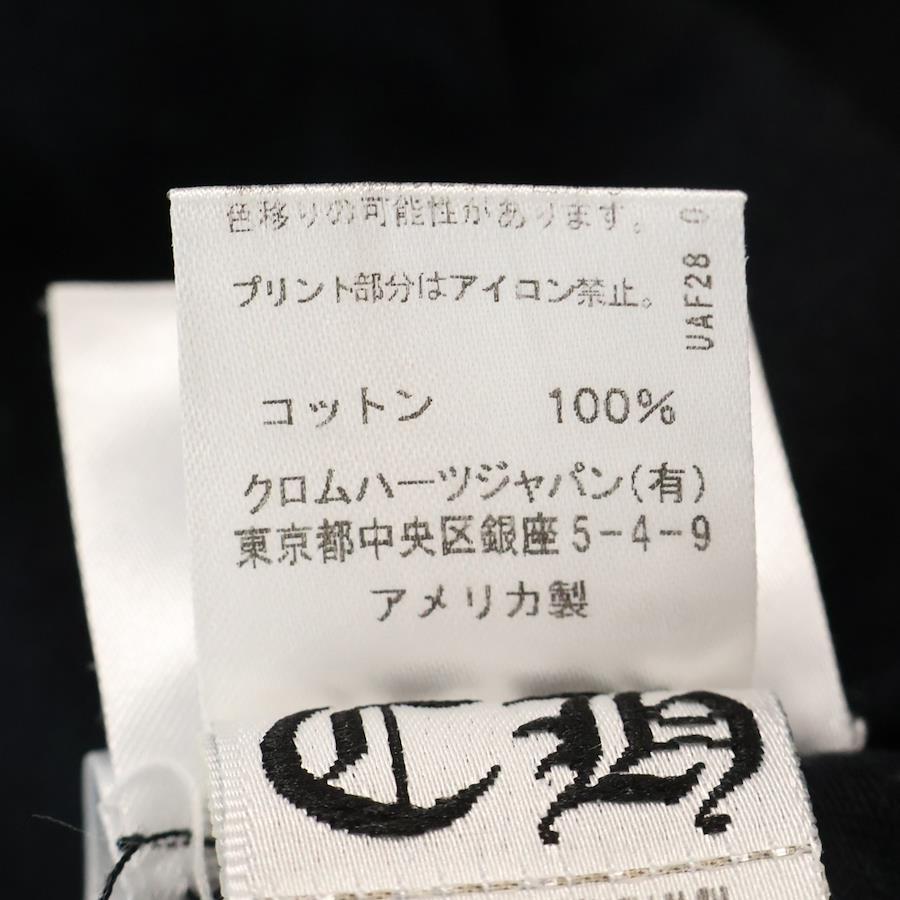 色移りの可能性があります。
プリント部分はアイコン禁止。
コットン 100%
クロムハーツジャパン(有)
東京都中央区銀座5-4-9
アメリカ製
UAF28
CH